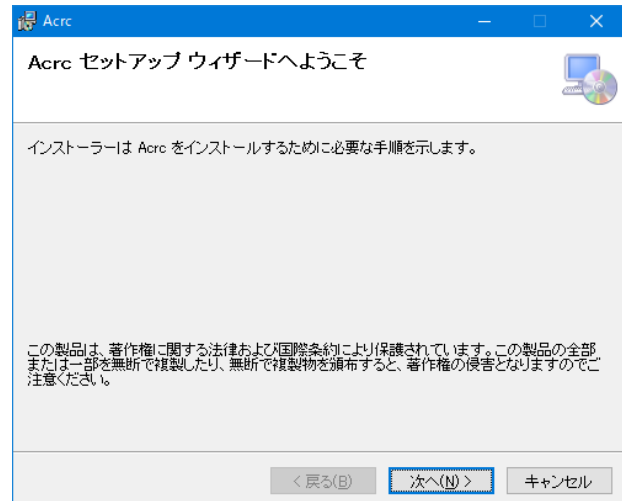 Acrc
Acrc セットアップ ウィザードへようこそ
インストーラーは Acrc をインストールするために必要な手順を示します。
この製品は、著作権に関する法律および国際条約により保護されています。この製品の全部
または一部を無断で複製したり、無断で複製物を頒布すると、著作権の侵害となりますのでご
注意ください。
< 戻る(B)
次へ(N) >
キャンセル